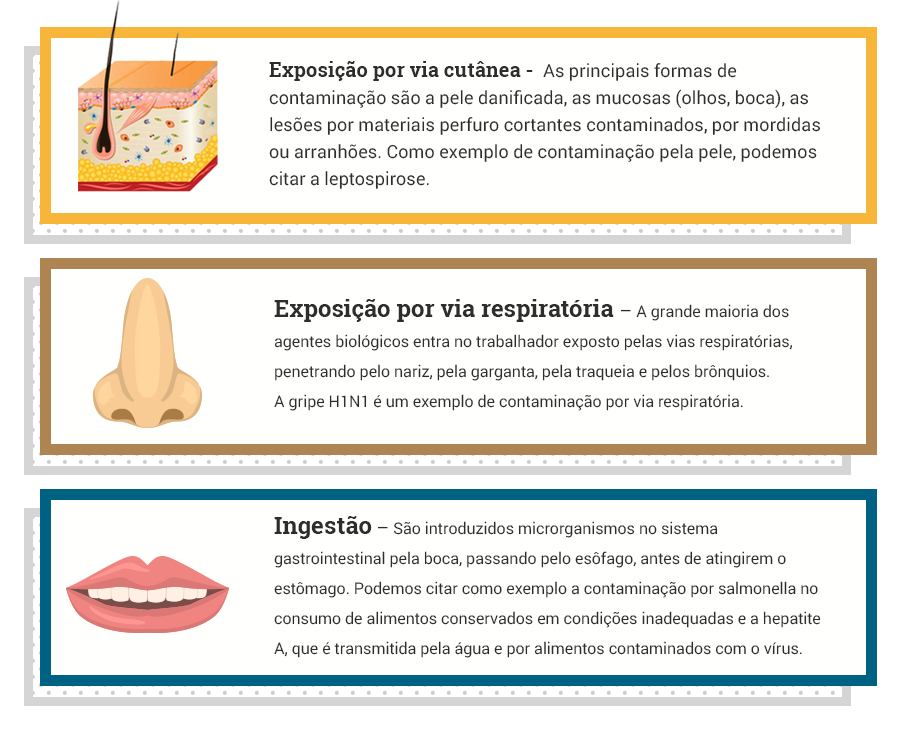 Exposição por via cutânea - As principais formas de
contaminação são a pele danificada, as mucosas (olhos, boca), as
lesões por materiais perfuro cortantes contaminados, por mordidas
ou arranhões. Como exemplo de contaminação pela pele, podemos
citar a leptospirose.
Exposição por via respiratória – A grande maioria dos
agentes biológicos entra no trabalhador exposto pelas vias respiratórias,
penetrando pelo nariz, pela garganta, pela traqueia e pelos brônquios.
A gripe H1N1 é um exemplo de contaminação por via respiratória.
Ingestão – São introduzidos microrganismos no sistema
gastrointestinal pela boca, passando pelo esôfago, antes de atingirem o
estômago. Podemos citar como exemplo a contaminação por salmonella no
consumo de alimentos conservados em condições inadequadas e a hepatite
A, que é transmitida pela água e por alimentos contaminados com o vírus.